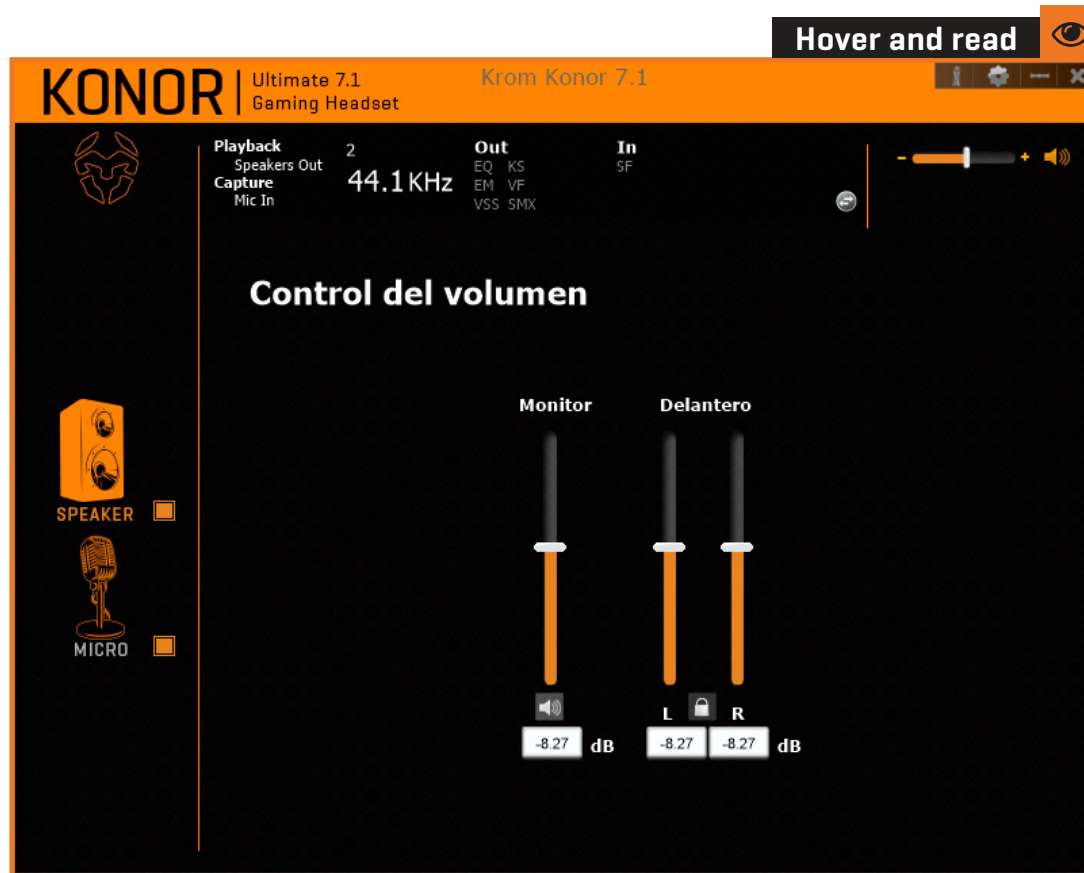 Hover and read
KONOR
Ultimate 7.1
Gaming Headset
Krom Konor 7.1
Playback
Speakers Out
Capture
Mic In
2
44.1KHz
Out
EQ KS
EM VF
VSS SMX
In
SF
- +
Control del volumen
Monitor Delantero
SPEAKER
MICRO
L R
-8.27 dB -8.27 -8.27 dB